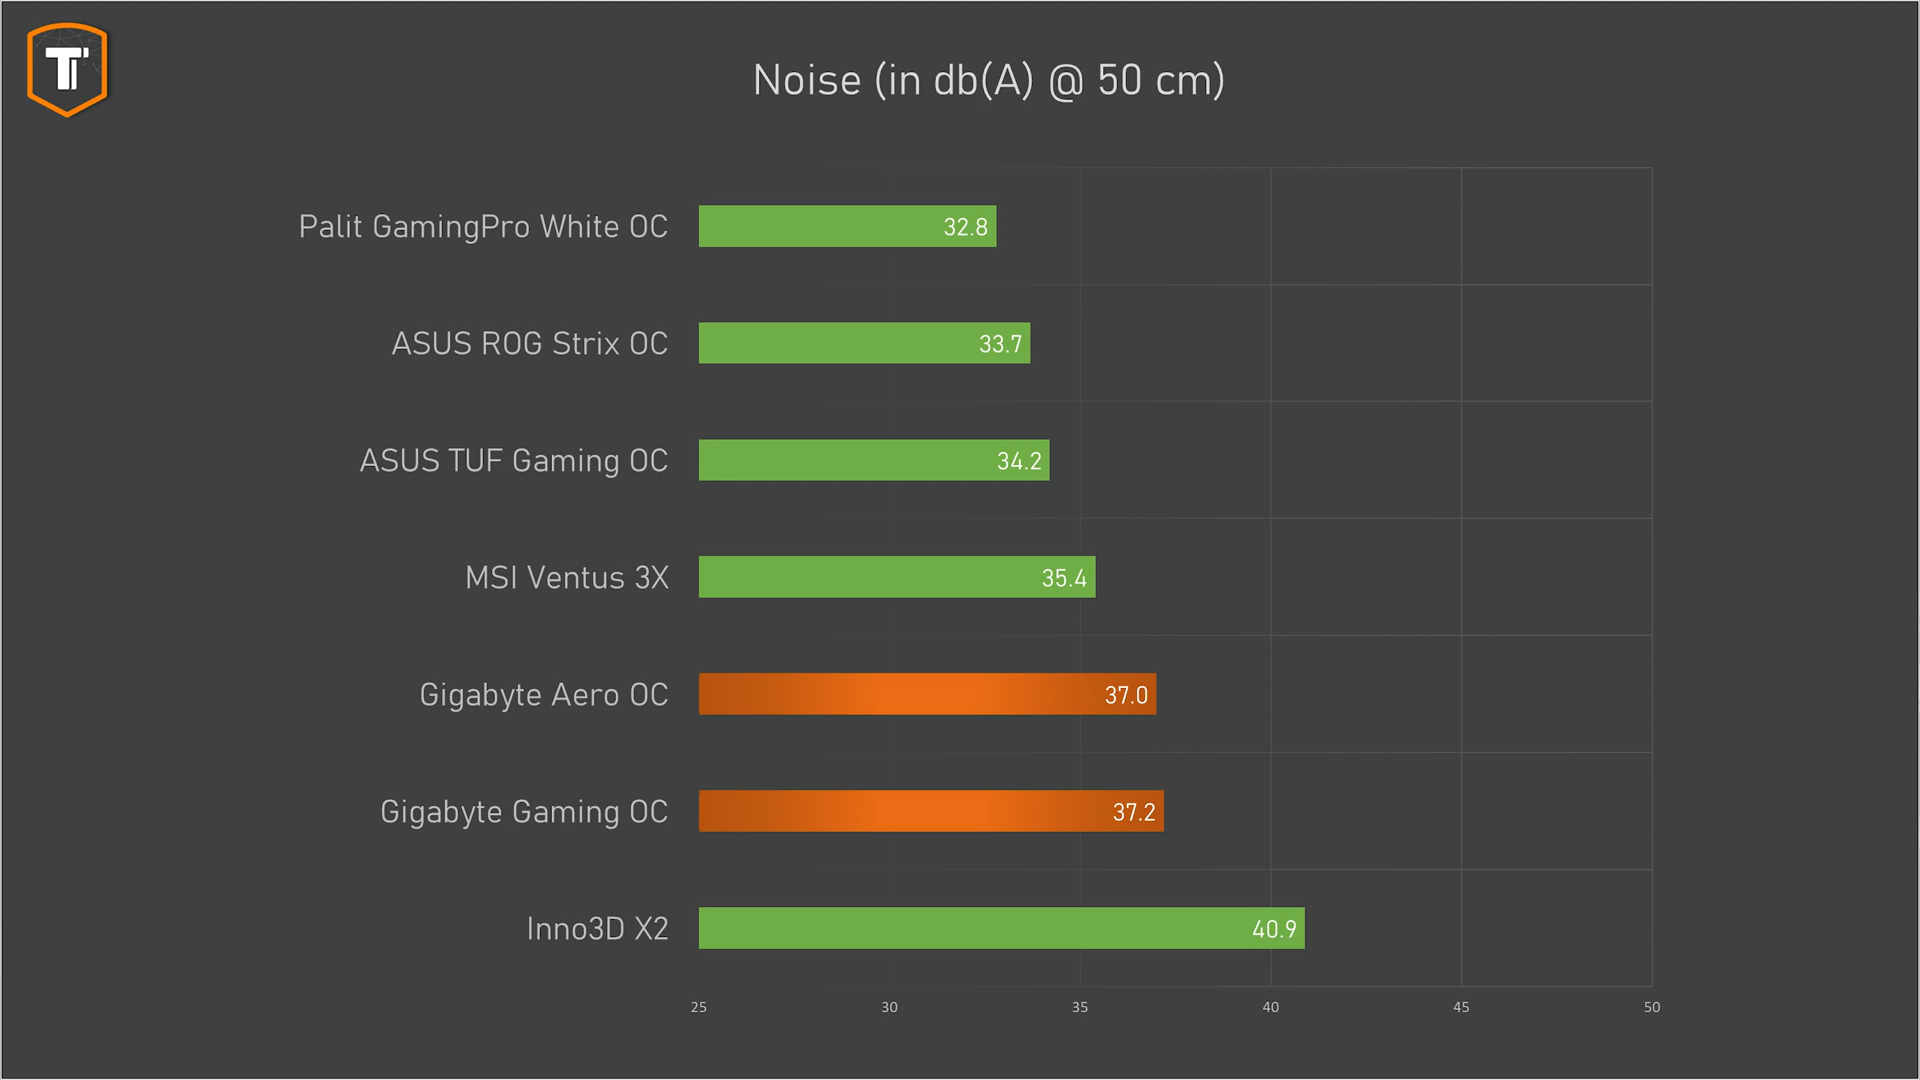 Noise (in db(A) @ 50 cm)
Palit GamingPro White OC 32.8
ASUS ROG Strix OC 33.7
ASUS TUF Gaming OC 34.2
MSI Ventus 3X 35.4
Gigabyte Aero OC 37.0
Gigabyte Gaming OC 37.2
Inno3D X2 40.9
25 30 35 40 45 50